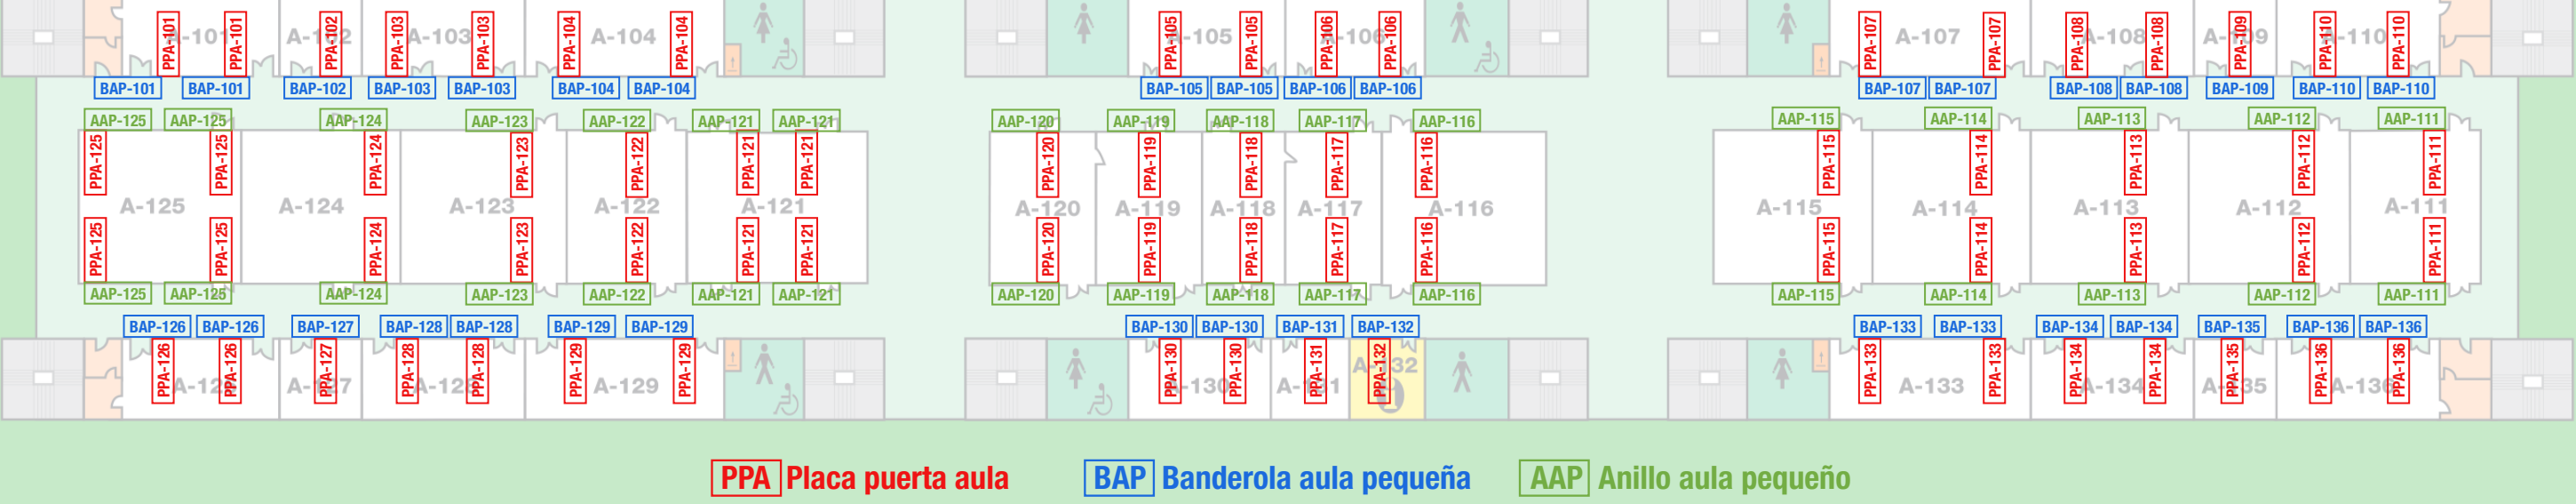 PPA-101 A-101 PPA-101 A-102 PPA-102 PPA-103 A-103 PPA-103 PPA-104 A-104 PPA-104 PPA-105 A-105 PPA-105 PPA-106 A-106 PPA-106 PPA-107 A-107 PPA-107 PPA-108 A-108 PPA-108 A-109 PPA-109 PPA-110 A-110 PPA-110
BAP-101 BAP-101 BAP-102 BAP-103 BAP-103 BAP-104 BAP-104 BAP-105 BAP-105 BAP-106 BAP-106 BAP-107 BAP-107 BAP-108 BAP-108 BAP-109 BAP-110 BAP-110
AAP-125 AAP-125 AAP-124 AAP-123 AAP-122 AAP-121 AAP-121 AAP-120 AAP-119 AAP-118 AAP-117 AAP-116 AAP-115 AAP-114 AAP-113 AAP-112 AAP-111
PPA-125 PPA-125 PPA-124 PPA-123 PPA-122 PPA-121 PPA-121 PPA-120 PPA-119 PPA-118 PPA-117 PPA-116 PPA-115 PPA-114 PPA-113 PPA-112 PPA-111
A-125 A-124 A-123 A-122 A-121 A-120 A-119 A-118 A-117 A-116 A-115 A-114 A-113 A-112 A-111
PPA-125 PPA-125 PPA-124 PPA-123 PPA-122 PPA-121 PPA-121 PPA-120 PPA-119 PPA-118 PPA-117 PPA-116 PPA-115 PPA-114 PPA-113 PPA-112 PPA-111
AAP-125 AAP-125 AAP-124 AAP-123 AAP-122 AAP-121 AAP-121 AAP-120 AAP-119 AAP-118 AAP-117 AAP-116 AAP-115 AAP-114 AAP-113 AAP-112 AAP-111
BAP-126 BAP-126 BAP-127 BAP-128 BAP-128 BAP-129 BAP-129 BAP-130 BAP-130 BAP-131 BAP-132 BAP-133 BAP-133 BAP-134 BAP-134 BAP-135 BAP-136 BAP-136
PPA-126 A-126 PPA-126 A-127 PPA-127 PPA-128 A-128 PPA-128 PPA-129 A-129 PPA-129 PPA-130 A-130 PPA-130 A-131 PPA-131 A-132 PPA-132 PPA-133 A-133 PPA-133 PPA-134 A-134 PPA-134 A-135 PPA-135 PPA-136 A-136 PPA-136
PPA Placa puerta aula BAP Banderola aula pequeña AAP Anillo aula pequeño